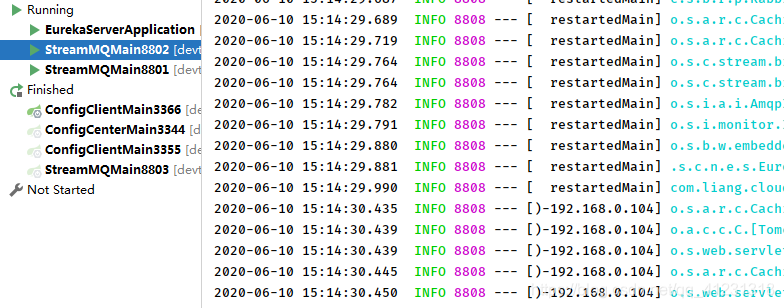 Running
EurekaServerApplication
StreamMQMain8802 [devt
StreamMQMain8801 [devt
Finished
ConfigClientMain3366 [de
ConfigCenterMain3344 [de
ConfigClientMain3355 [de
StreamMQMain8803 [devt
Not Started
2020-06-10 15:14:29.689 INFO 8808 --- [ restartedMain] o.s.a.r.c.Cach
2020-06-10 15:14:29.719 INFO 8808 --- [ restartedMain] o.s.a.r.c.Cach
2020-06-10 15:14:29.764 INFO 8808 --- [ restartedMain] o.s.c.stream.b
2020-06-10 15:14:29.764 INFO 8808 --- [ restartedMain] o.s.c.stream.b
2020-06-10 15:14:29.782 INFO 8808 --- [ restartedMain] o.s.i.a.i.Amqp
2020-06-10 15:14:29.791 INFO 8808 --- [ restartedMain] o.s.i.monitor.
2020-06-10 15:14:29.880 INFO 8808 --- [ restartedMain] o.s.b.w.embedd
2020-06-10 15:14:29.881 INFO 8808 --- [ restartedMain] .s.c.n.e.s.Eur
2020-06-10 15:14:29.990 INFO 8808 --- [ restartedMain] com.liang.clou
2020-06-10 15:14:30.435 INFO 8808 --- [)-192.168.0.104] o.s.a.r.c.Cach
2020-06-10 15:14:30.439 INFO 8808 --- [)-192.168.0.104] o.a.c.c.C.[Tom
2020-06-10 15:14:30.439 INFO 8808 --- [)-192.168.0.104] o.s.web.servle
2020-06-10 15:14:30.445 INFO 8808 --- [)-192.168.0.104] o.s.a.r.c.Cach
2020-06-10 15:14:30.450 INFO 8808 --- [)-192.168.0.104] o.s.web.servle